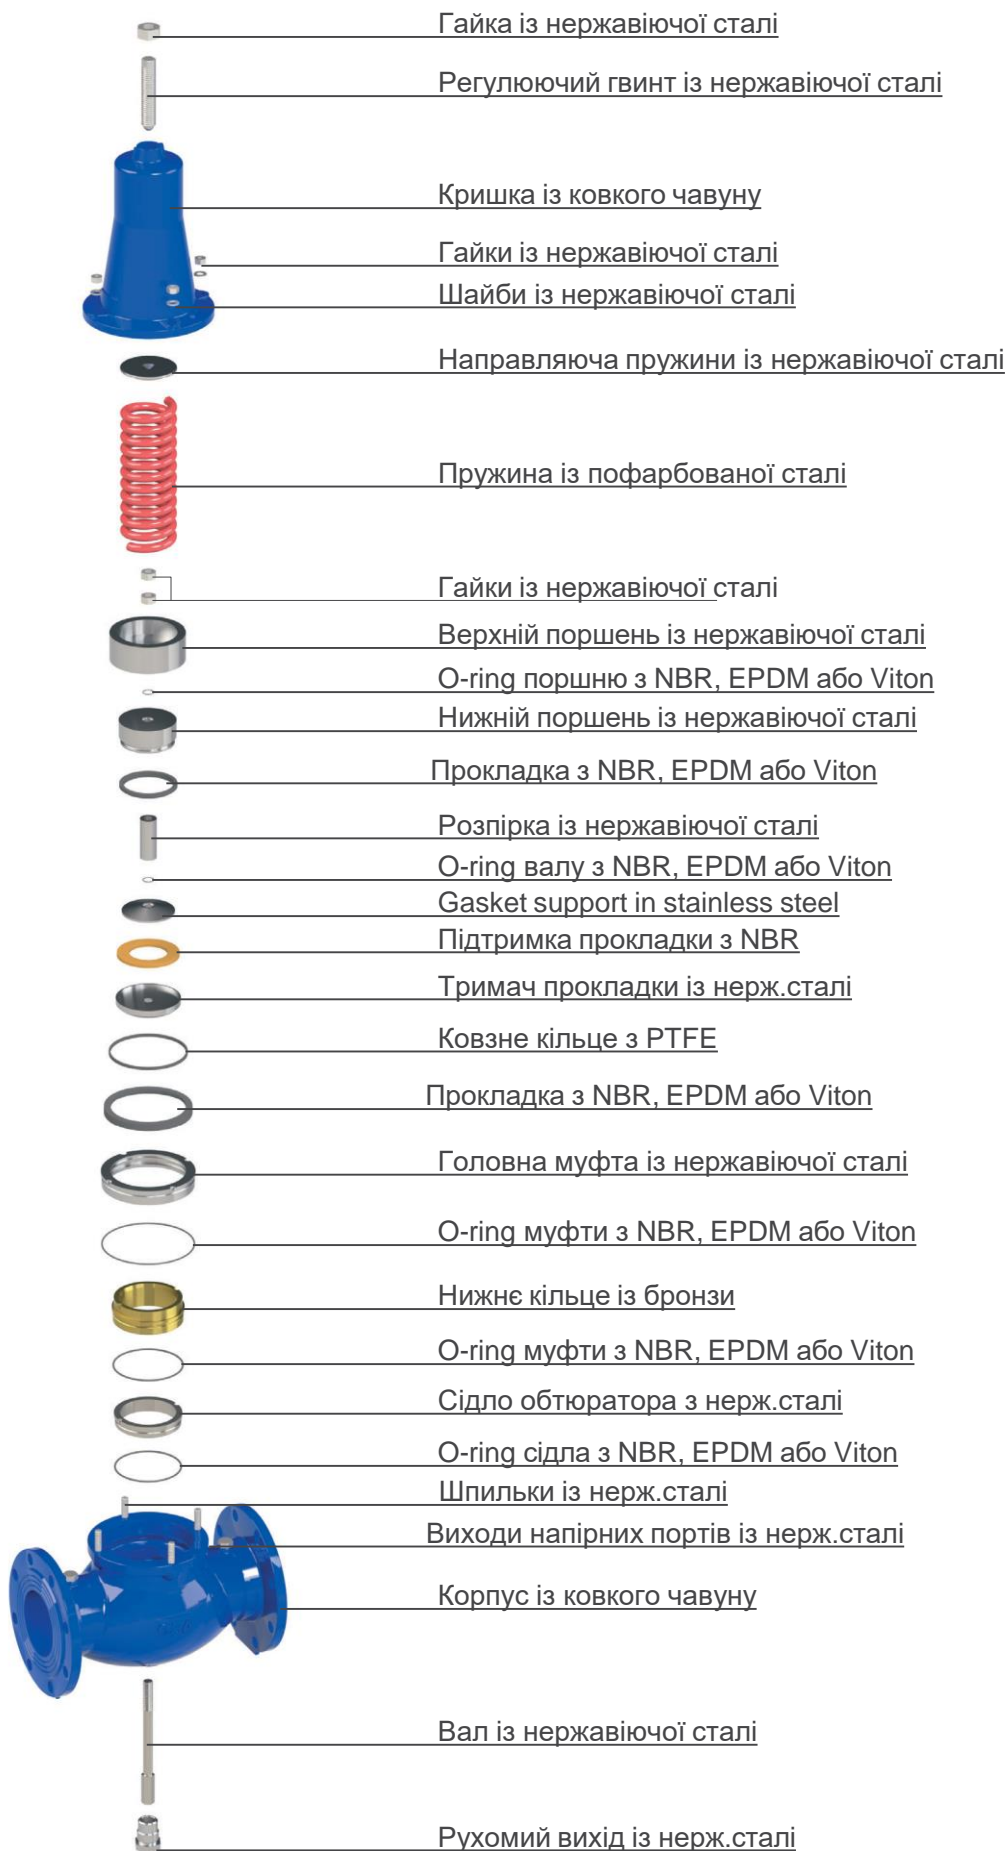 Гайка із нержавіючої сталі
Регулюючий гвинт із нержавіючої сталі
Кришка із ковкого чавуну
Гайки із нержавіючої сталі
Шайби із нержавіючої сталі
Направляюча пружини із нержавіючої сталі
Пружина із пофарбованої сталі
Гайки із нержавіючої сталі
Верхній поршень із нержавіючої сталі
O-ring поршню з NBR, EPDM або Viton
Нижній поршень із нержавіючої сталі
Прокладка з NBR, EPDM або Viton
Розпірка із нержавіючої сталі
O-ring валу з NBR, EPDM або Viton
Gasket support in stainless steel
Підтримка прокладки з NBR
Тримач прокладки із нерж.сталі
Ковзне кільце з PTFE
Прокладка з NBR, EPDM або Viton
Головна муфта із нержавіючої сталі
O-ring муфти з NBR, EPDM або Viton
Нижнє кільце із бронзи
O-ring муфти з NBR, EPDM або Viton
Сідло обтюратора з нерж.сталі
O-ring сідла з NBR, EPDM або Viton
Шпильки із нерж.сталі
Виходи напірних портів із нерж.сталі
Корпус із ковкого чавуну
Вал із нержавіючої сталі
Рухомий вихід із нерж.сталі